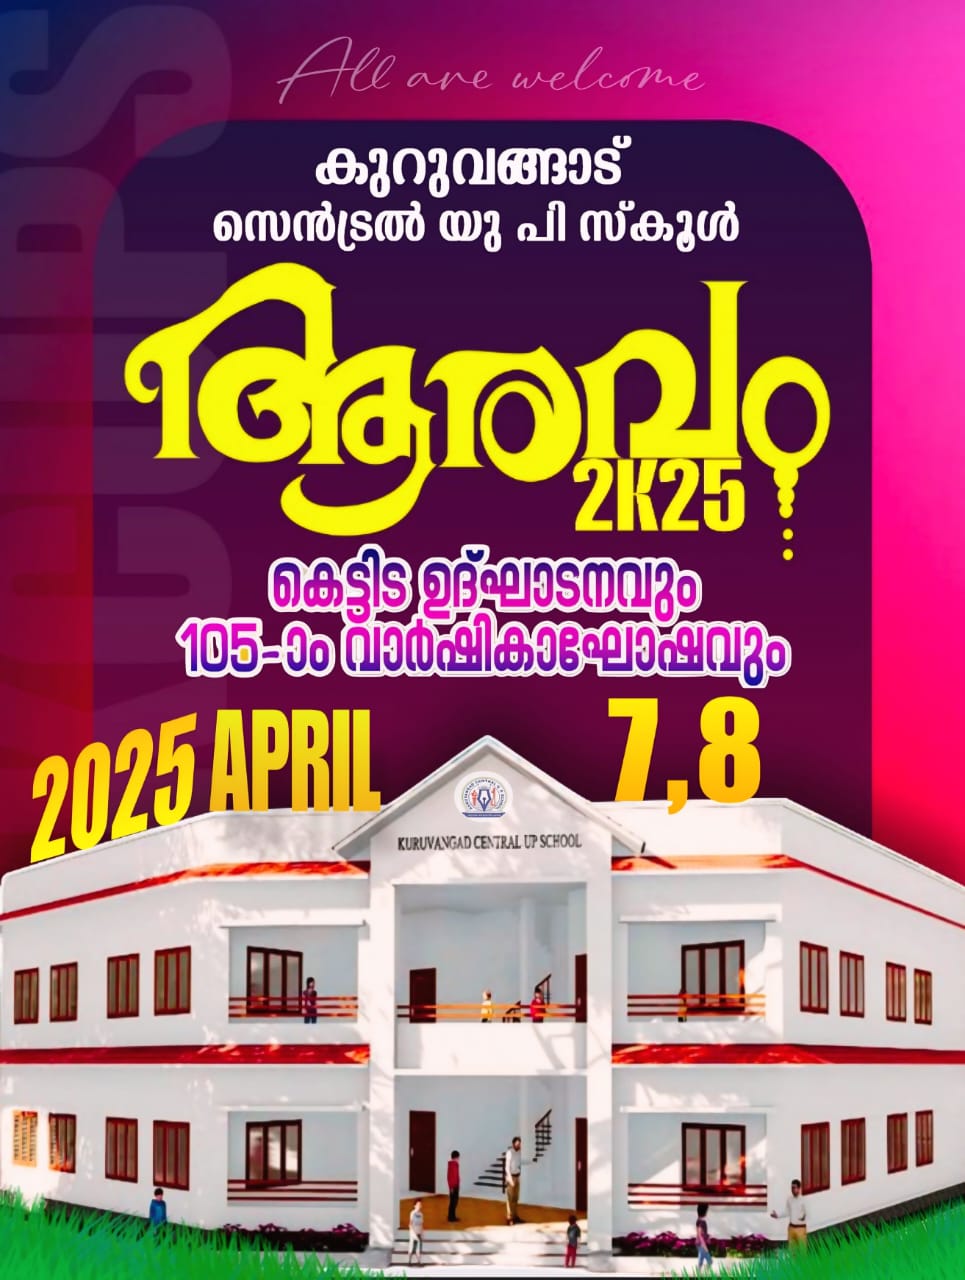 All are welcome
KCUPS
കുറുവങ്ങാട്
സെൻട്രൽ യു പി സ്കൂൾ
ആരവം
2K25
കെട്ടിട ഉദ്ഘാടനവും
105-ാം വാർഷികാഘോഷവും
2025 APRIL 7,8
KURUVANGAD CENTRAL UP SCHOOL